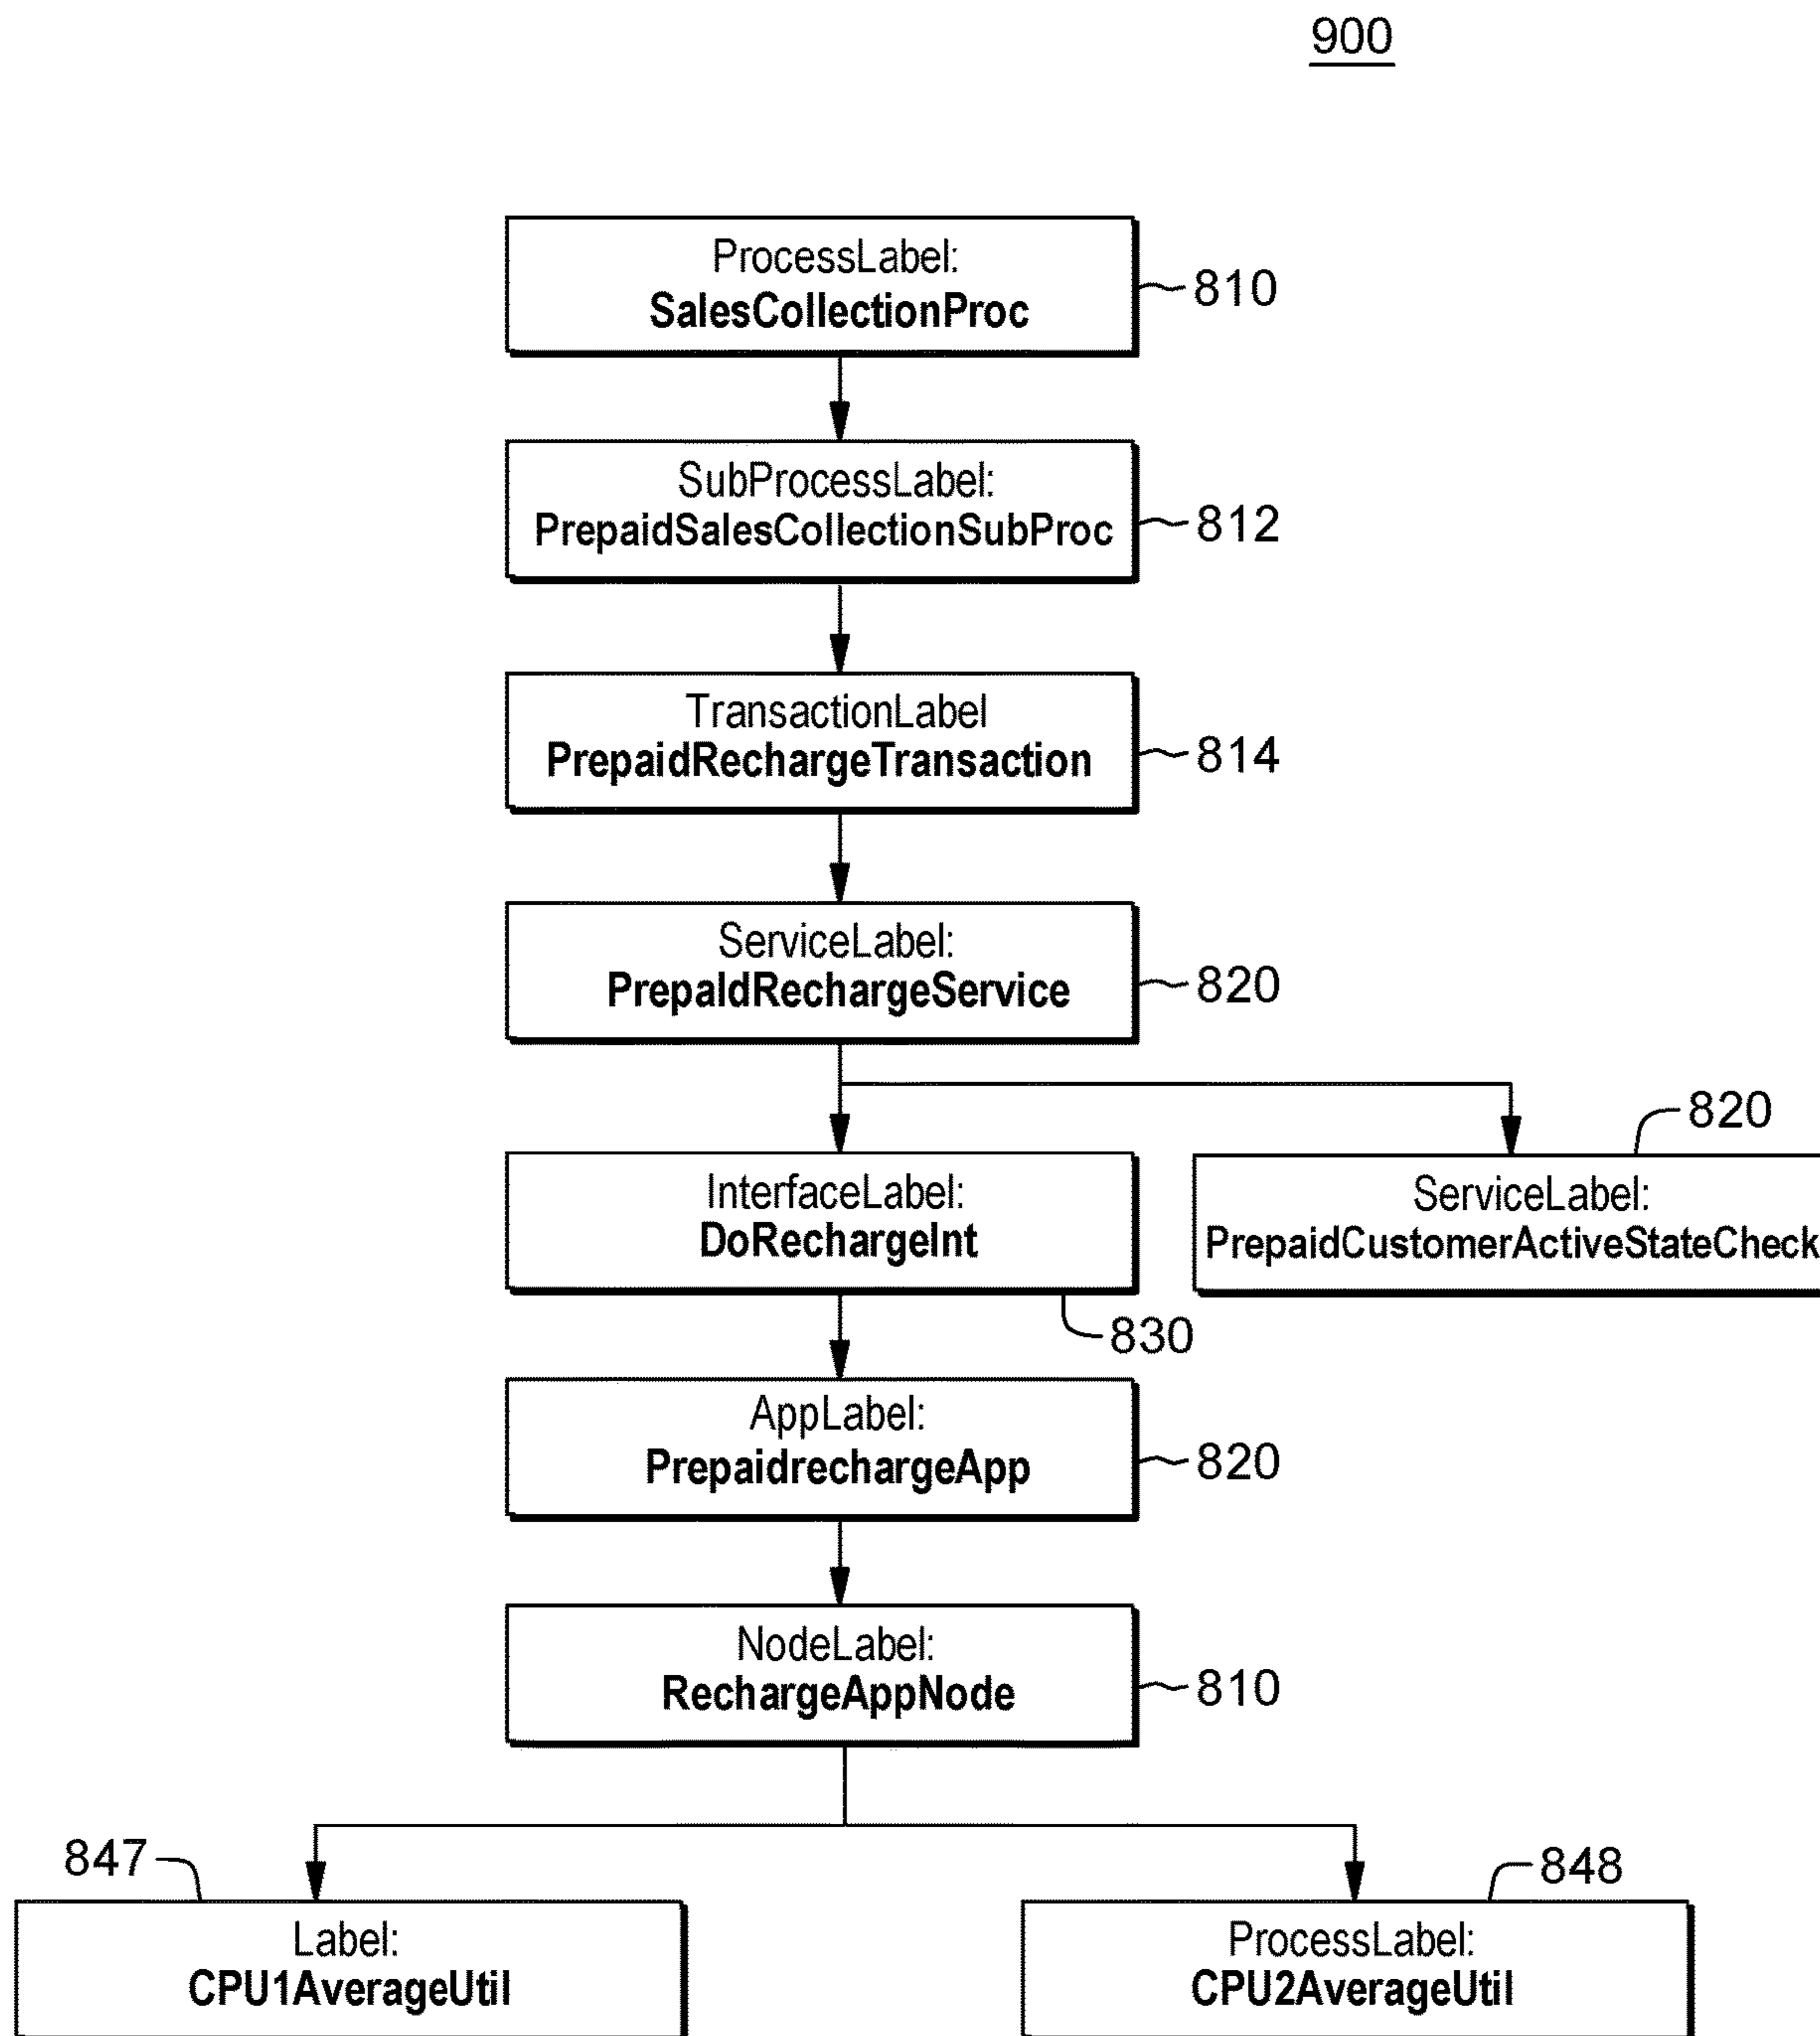 900
ProcessLabel:
SalesCollectionProc
810
SubProcessLabel:
PrepaidSalesCollectionSubProc
812
TransactionLabel
PrepaidRechargeTransaction
814
ServiceLabel:
PrepaldRechargeService
820
820
InterfaceLabel:
DoRechargeInt
ServiceLabel:
PrepaidCustomerActiveStateCheck
830
AppLabel:
PrepaidrechargeApp
820
NodeLabel:
RechargeAppNode
810
847
848
Label:
CPU1AverageUtil
ProcessLabel:
CPU2AverageUtil